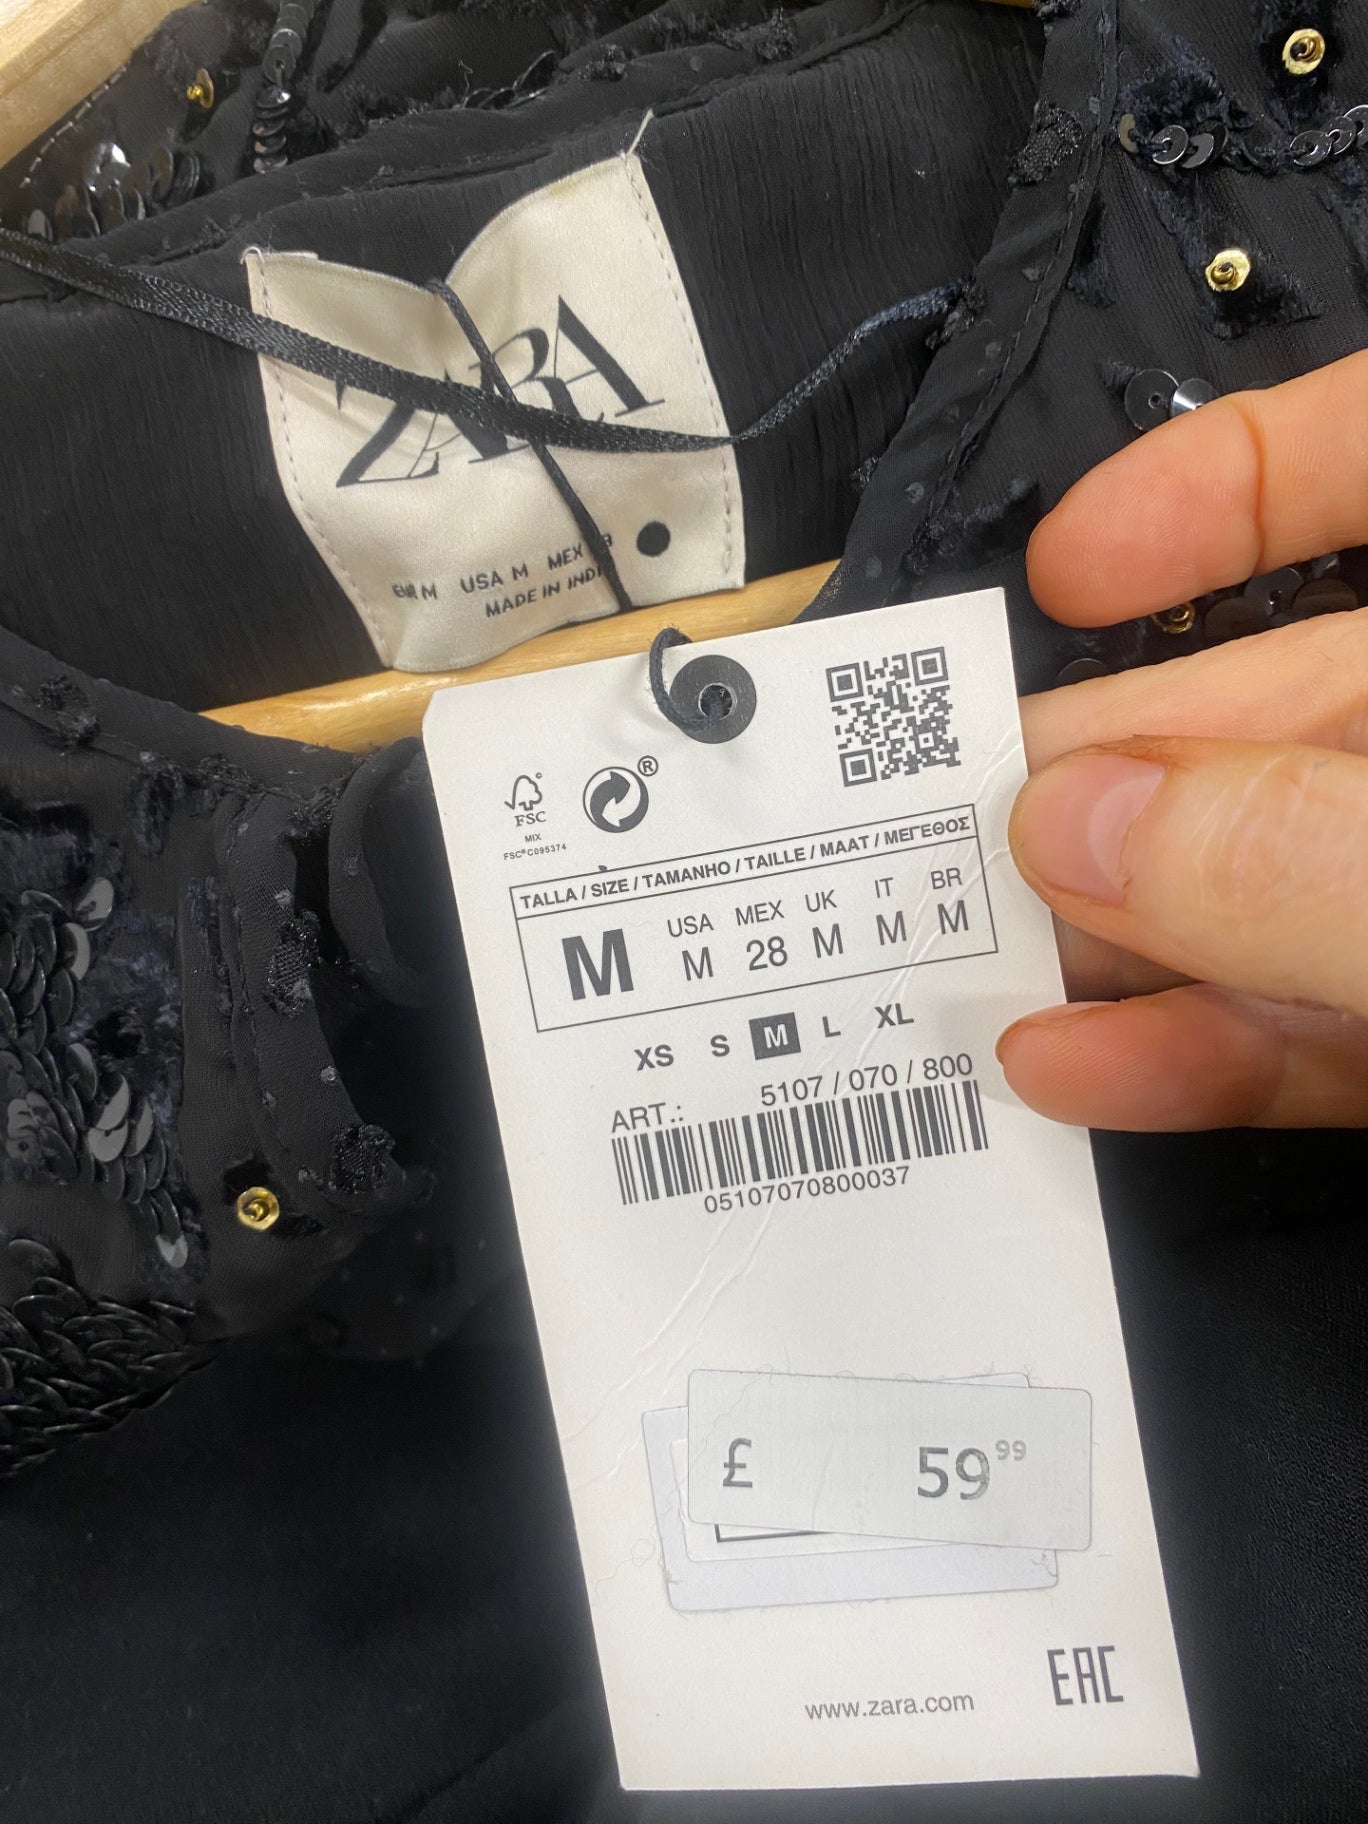 ZARA
EUR M USA M MEX
MADE IN INDIA
®
FSC
MIX
FSC® C095374
TALLA / SIZE / TAMANHO / TAILLE / MAAT / ΜΕΓΕΘΟΣ
M
USA MEX UK IT BR
M 28 M M M
XS S M L XL
ART.: 5107 / 070 / 800
05107070800037
£ 59 99
www.zara.com
EAC